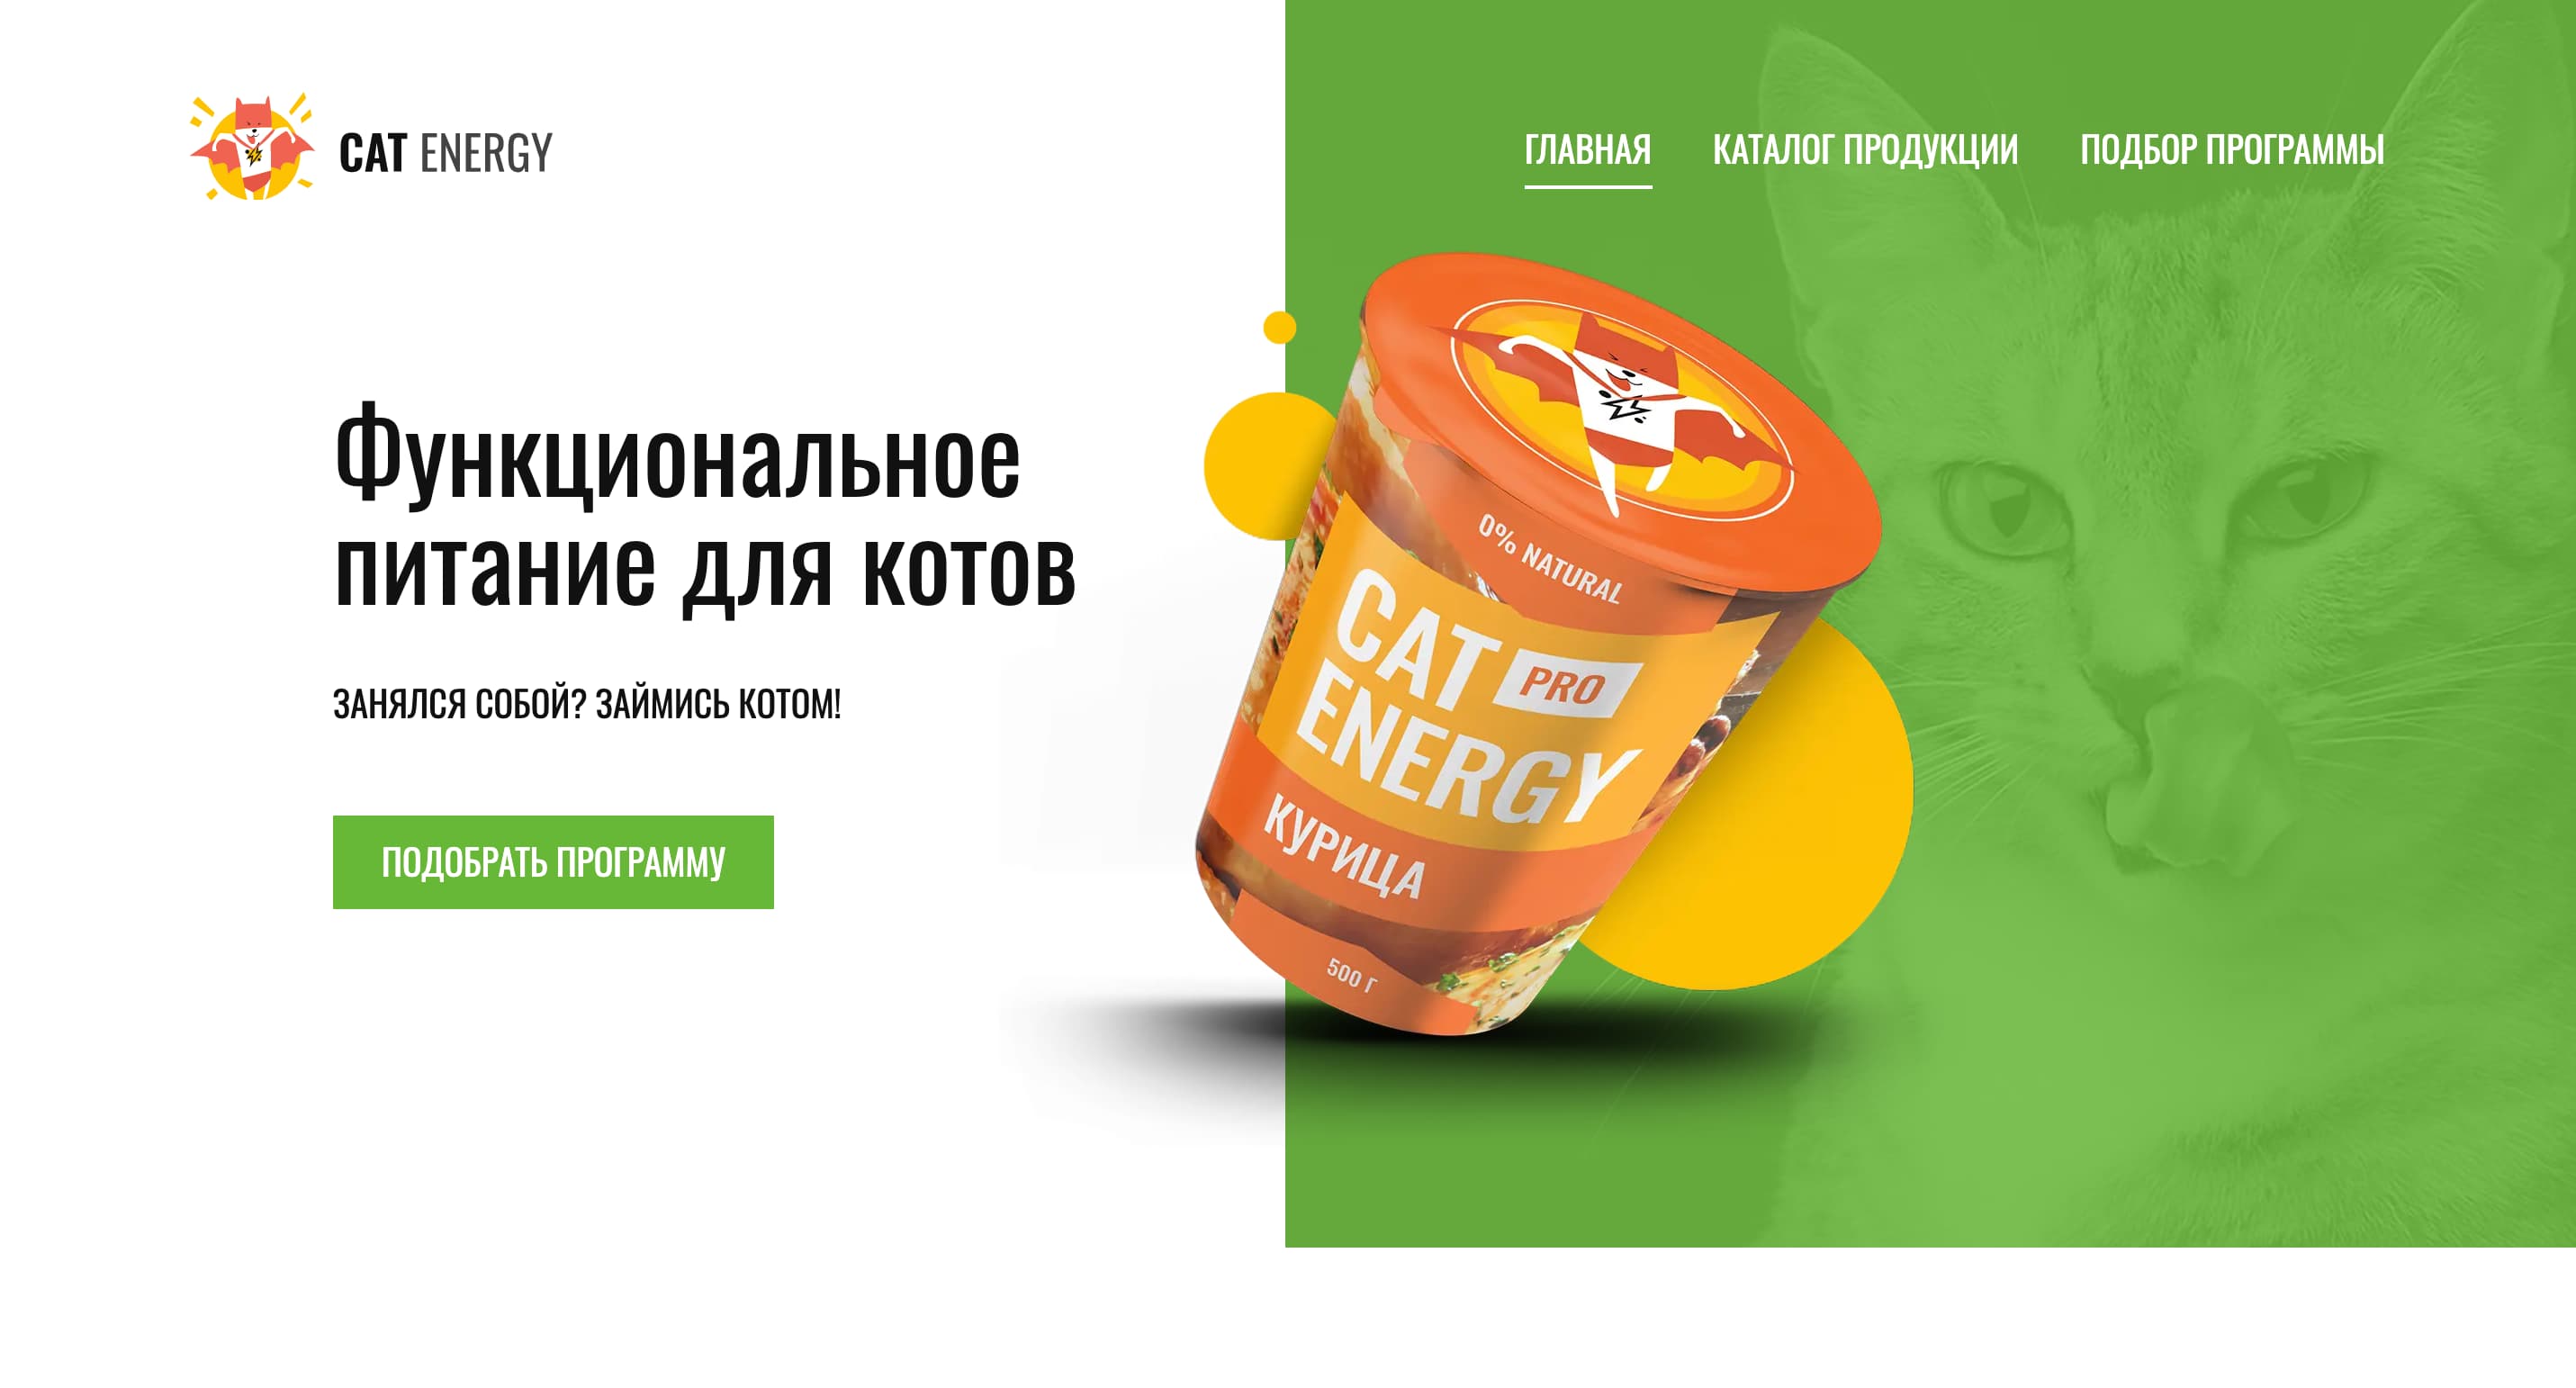 CAT ENERGY
ГЛАВНАЯ
КАТАЛОГ ПРОДУКЦИИ
ПОДБОР ПРОГРАММЫ
Функциональное
питание для котов
ЗАНЯЛСЯ СОБОЙ? ЗАЙМИСЬ КОТОМ!
ПОДОБРАТЬ ПРОГРАММУ
0% NATURAL
CAT PRO
ENERGY
КУРИЦА
500 Г